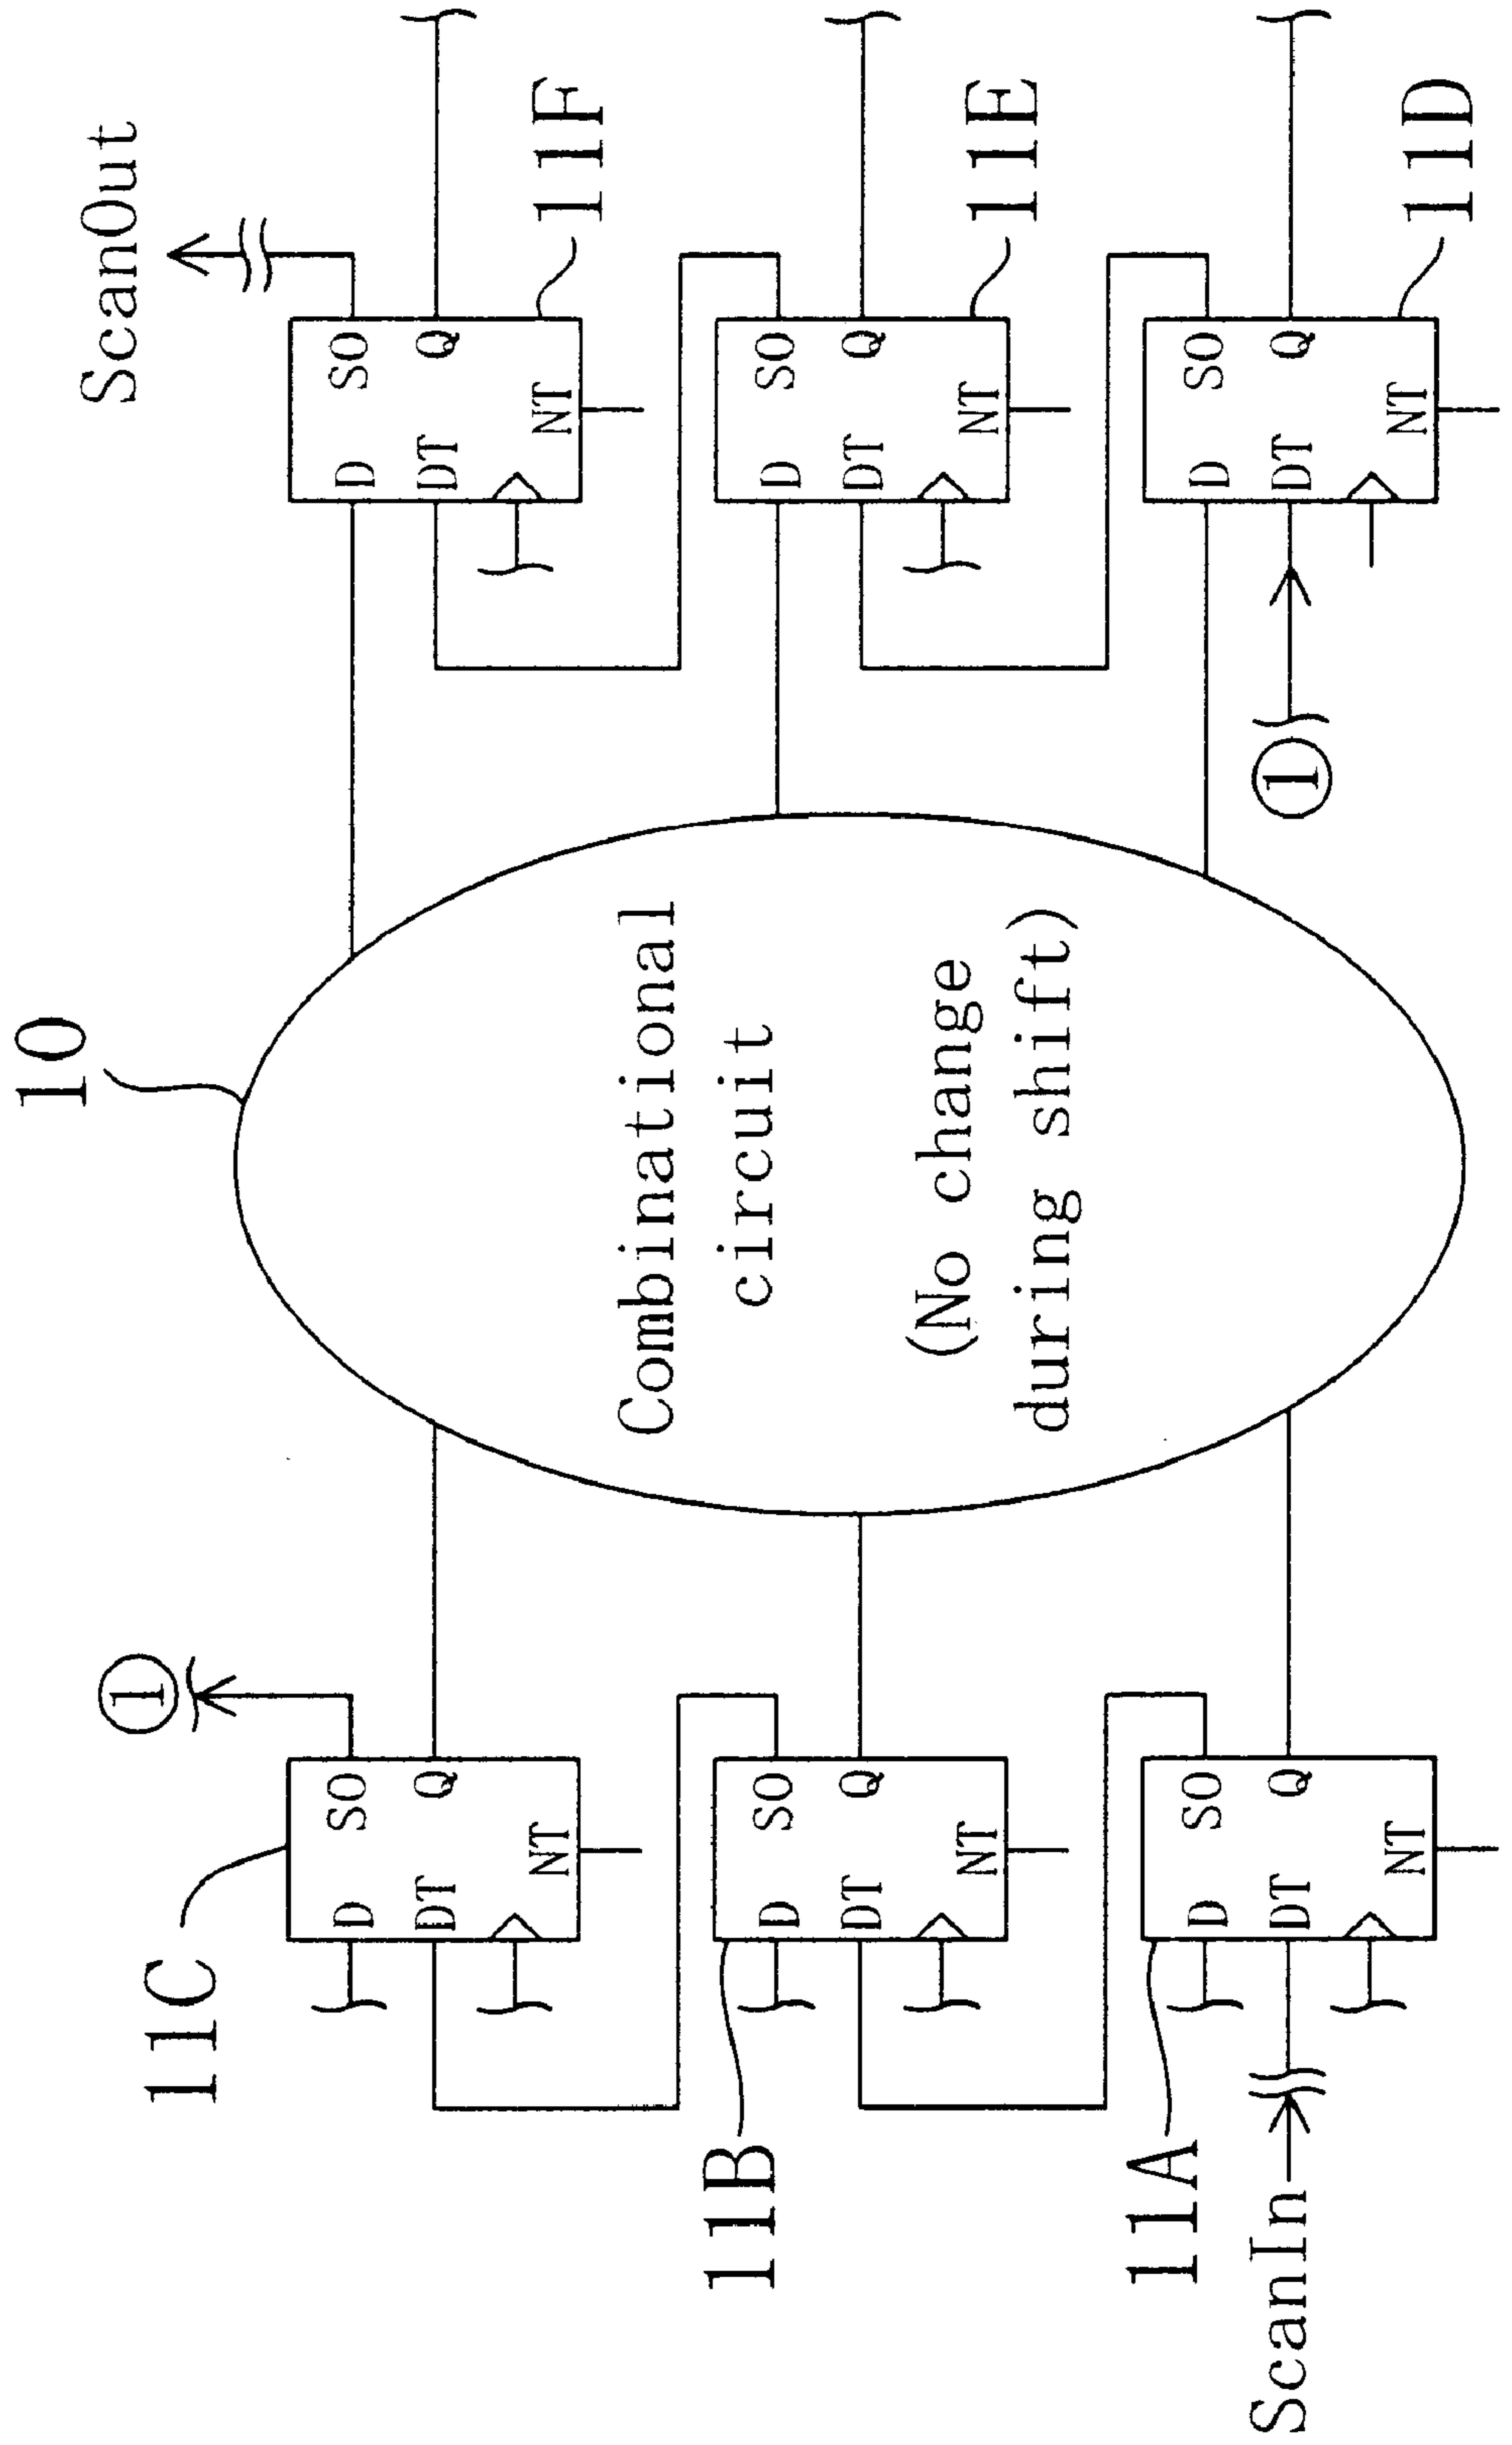 10
①
11C
D SO
DT Q
NT
11B
D SO
DT Q
NT
11A
D SO
DT Q
NT
ScanIn
Combinational
circuit
(No change
during shift)
ScanOut
D SO
DT Q
NT
11F
D SO
DT Q
NT
11E
①
D SO
DT Q
NT
11D